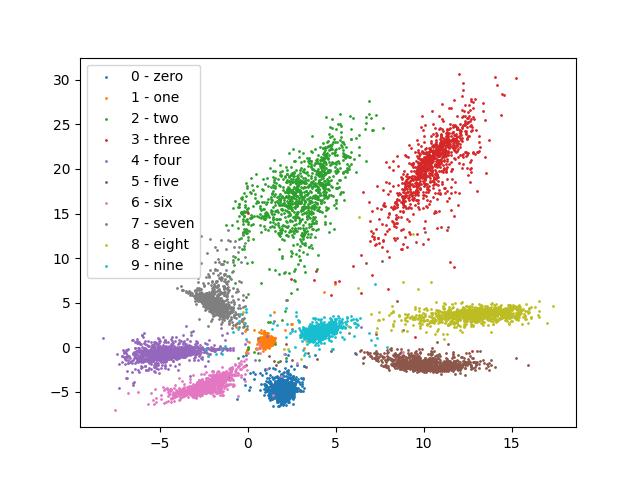 0 - zero
1 - one
2 - two
3 - three
4 - four
5 - five
6 - six
7 - seven
8 - eight
9 - nine
30
25
20
15
10
5
0
−5
−5
0
5
10
15